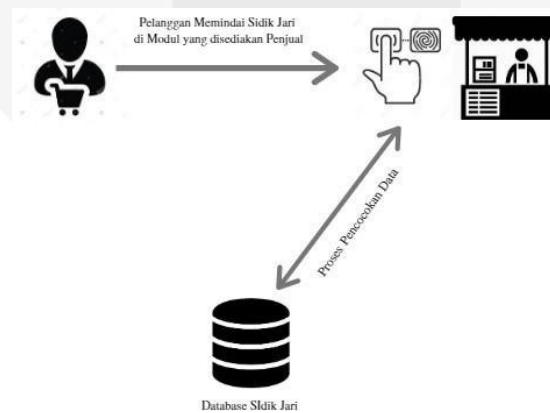 Pelanggan Memindai Sidik Jari
di Modul yang disediakan Penjual
Proses Pencocokan Data
Database SIdik Jari